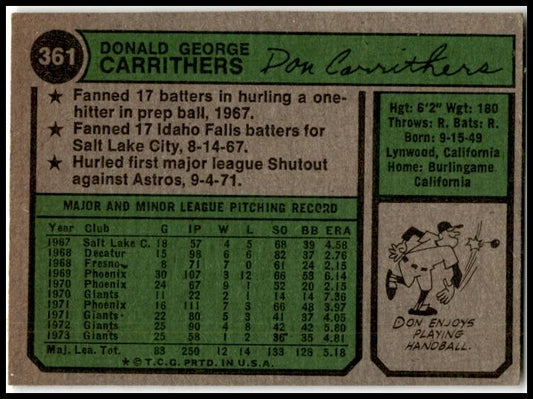 361
DONALD GEORGE
CARRITHERS
Don Carrithers
★ Fanned 17 batters in hurling a one-
hitter in prep ball, 1967.
★ Fanned 17 Idaho Falls batters for
Salt Lake City, 8-14-67.
★ Hurled first major league Shutout
against Astros, 9-4-71.
Hgt: 6'2" Wgt: 180
Throws: R. Bats: R.
Born: 9-15-49
Lynwood, California
Home: Burlingame
California
MAJOR AND MINOR LEAGUE PITCHING RECORD
Year Club G IP W L SO BB ERA
1967 Salt Lake C. 18 57 4 5 68 39 4.58
1968 Decatur 15 98 6 6 82 37 2.76
1968 Fresno 8 71 7 0 61 24 2.15
1969 Phoenix 30 107 3 12 66 58 6.14
1970 Phoenix 24 67 9 1 52 20 2.15
1970 Giants 11 22 2 1 14 14 7.36
1971 Phoenix 16 111 7 3 66 48 3.97
1971 Giants 22 80 5 3 41 37 4.05
1972 Giants 25 90 4 8 42 42 5.80
1973 Giants 25 58 1 2 36 35 4.81
Maj. Lea. Tot. 83 250 12 14 133 128 5.18
★ © T.C.G. PRTD. IN U.S.A.
DON ENJOYS
PLAYING
HANDBALL.